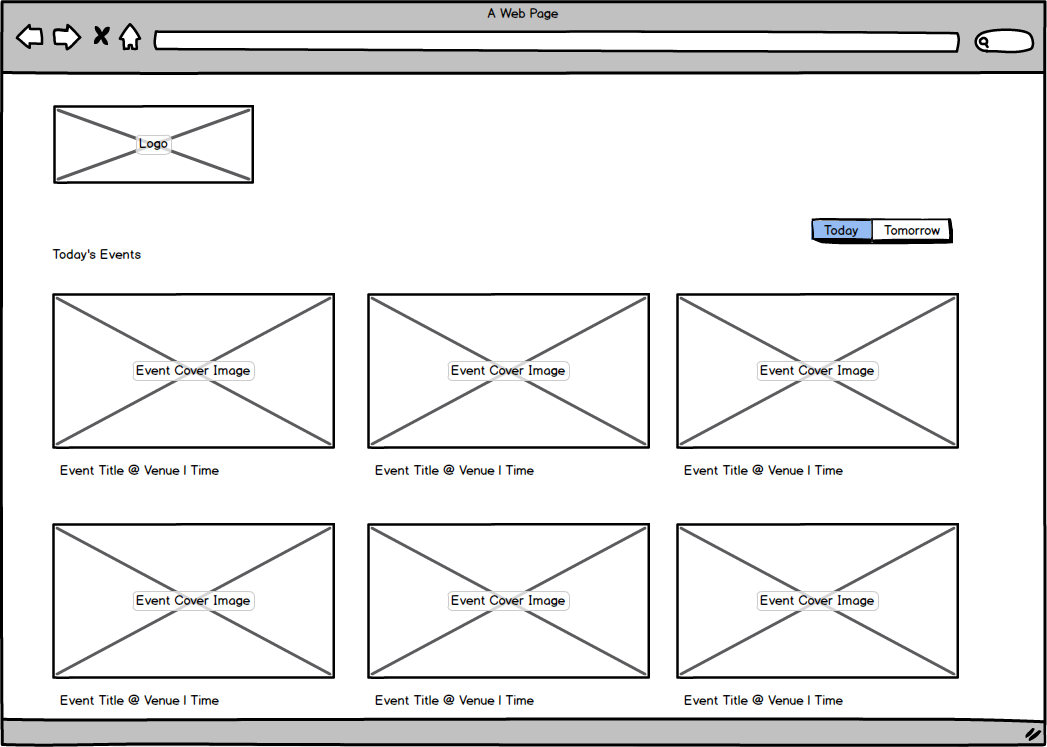 A Web Page
Logo
Today Tomorrow
Today's Events
Event Cover Image Event Cover Image Event Cover Image
Event Title @ Venue | Time Event Title @ Venue | Time Event Title @ Venue | Time
Event Cover Image Event Cover Image Event Cover Image
Event Title @ Venue | Time Event Title @ Venue | Time Event Title @ Venue | Time